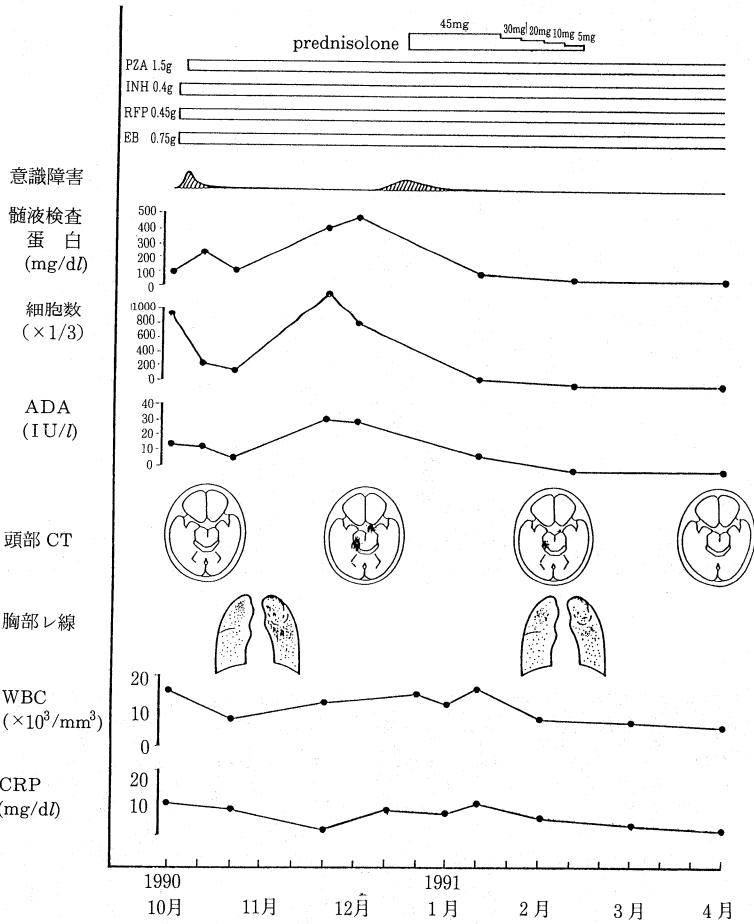 45mg
30mg 20mg 10mg 5mg
prednisolone
PZA 1.5g
INH 0.4g
RFP 0.45g
EB 0.75g
意識障害
髄液検査
蛋 白
(mg/dl)
500
400
300
200
100
0
細胞数
(×1/3)
1000
800
600
400
200
0
ADA
(IU/l)
40
30
20
10
0
頭部 CT
胸部レ線
WBC
(×10³/mm³)
20
10
0
CRP
(mg/dl)
20
10
1990
1991
10月
11月
12月
1月
2月
3月
4月